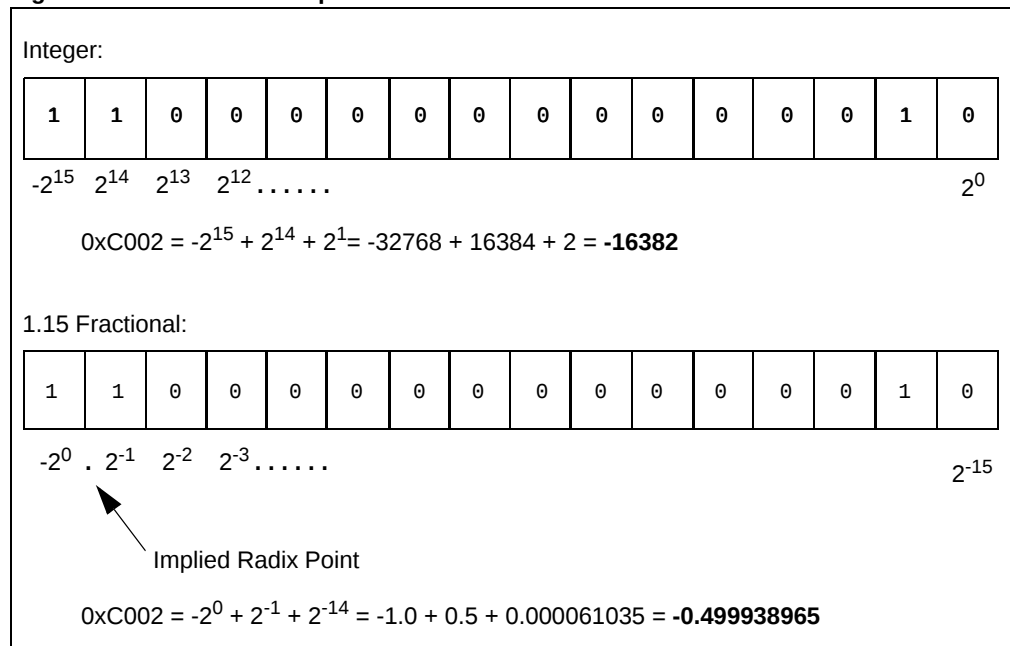 Integer:
1 1 0 0 0 0 0 0 0 0 0 0 0 0 1 0
-2^15 2^14 2^13 2^12 . . . . . . 2^0
0xC002 = -2^15 + 2^14 + 2^1= -32768 + 16384 + 2 = -16382
1.15 Fractional:
1 1 0 0 0 0 0 0 0 0 0 0 0 0 1 0
-2^0 . 2^-1 2^-2 2^-3 . . . . . . 2^-15
Implied Radix Point
0xC002 = -2^0 + 2^-1 + 2^-14 = -1.0 + 0.5 + 0.000061035 = -0.499938965